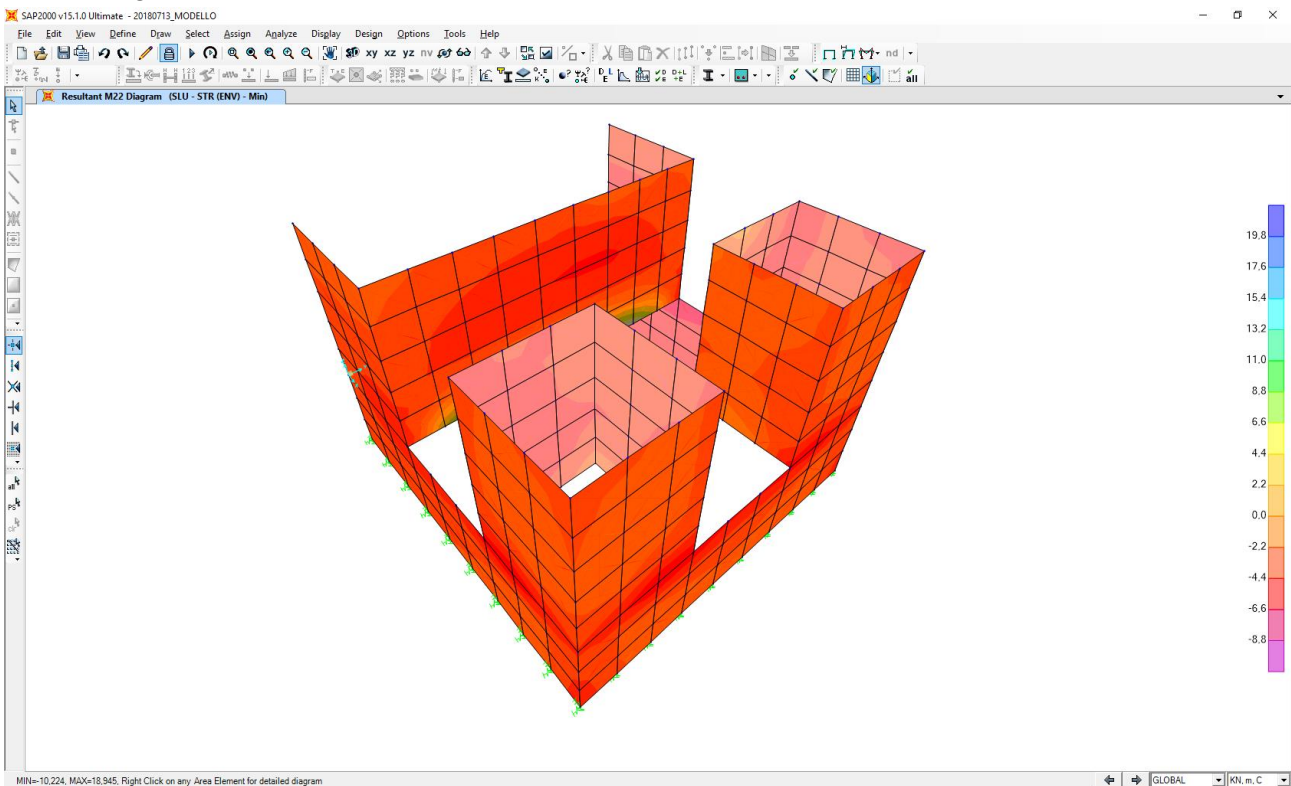 SAP2000 v15.1.0 Ultimate - 20180713_MODELLO
File Edit View Define Draw Select Assign Analyze Display Design Options Tools Help
xy xz yz nv
nd
all
Resultant M22 Diagram (SLU - STR (ENV) - Min)
19.8
17.6
15.4
13.2
11.0
8.8
6.6
4.4
2.2
0.0
-2.2
-4.4
-6.6
-8.8
all
PS
clr
MIN=-10,224, MAX=18,945, Right Click on any Area Element for detailed diagram
GLOBAL
KN, m, C